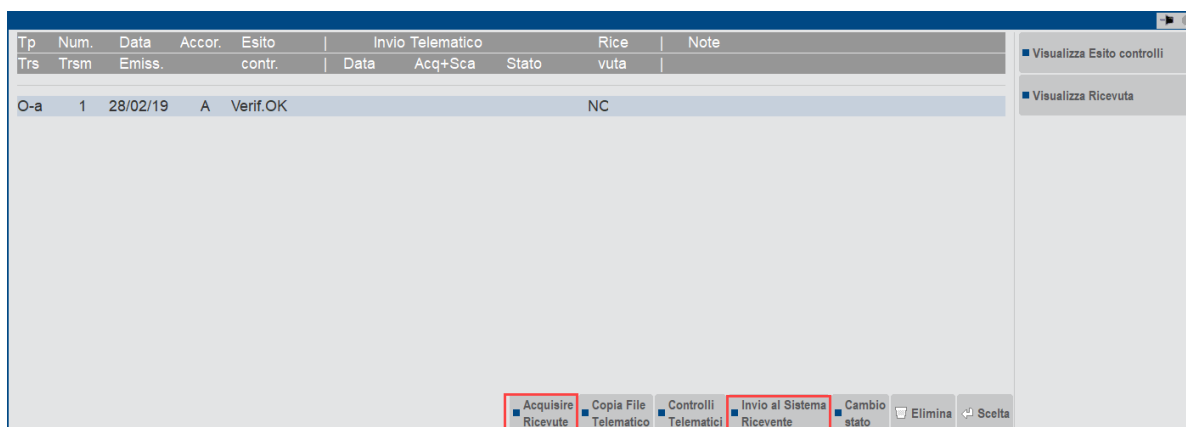 Tp Num. Data Accor. Esito | Invio Telematico Rice | Note
Trs Trsm Emiss. contr. | Data Acq+Sca Stato vuta |
O-a 1 28/02/19 A Verif.OK NC
Visualizza Esito controlli
Visualizza Ricevuta
Acquisire Ricevute
Copia File Telematico
Controlli Telematici
Invio al Sistema Ricevente
Cambio stato
Elimina
Scelta